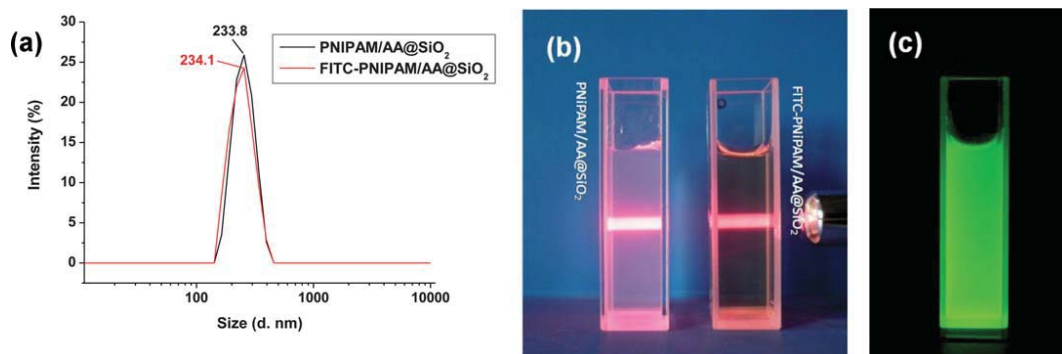 (a)
233.8
234.1
PNIPAM/AA@SiO₂
FITC-PNIPAM/AA@SiO₂
30
25
20
15
10
5
0
Intensity (%)
100
1000
10000
Size (d. nm)
(b)
PNiPAM/AA@SiO₂
FITC-PNiPAM/AA@SiO₂
(c)